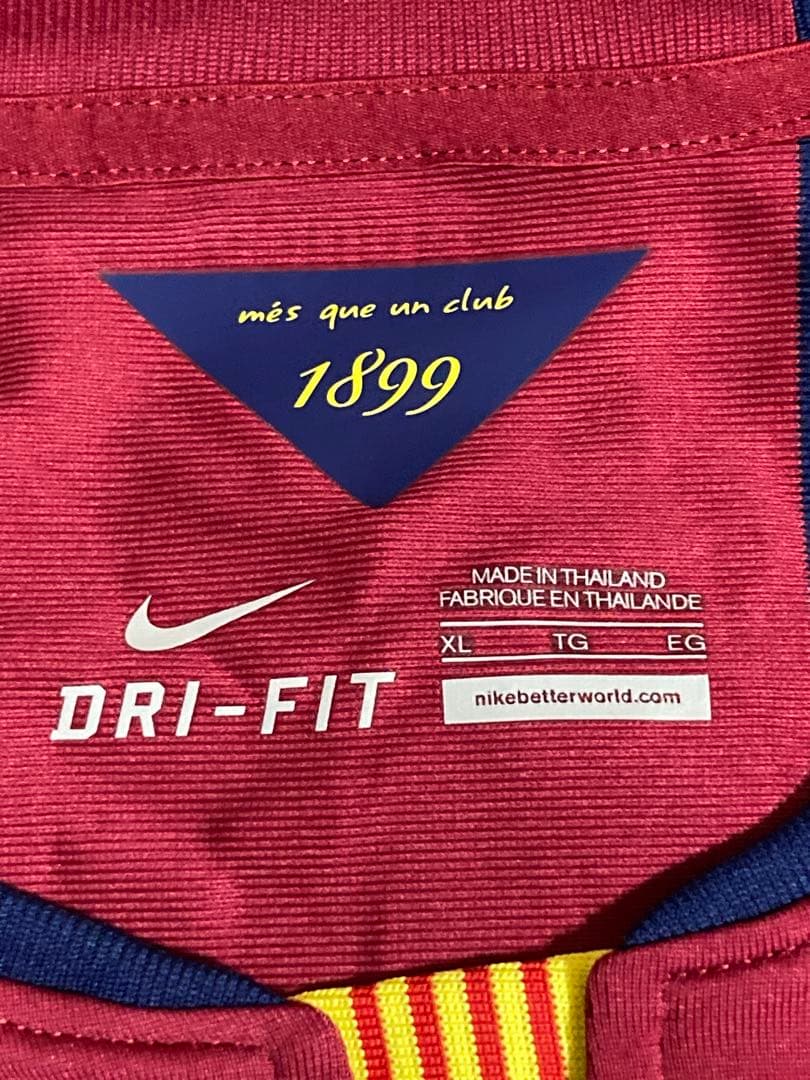 més que un club
1899
DRI-FIT
MADE IN THAILAND
FABRIQUE EN THAILANDE
XL TG EG
nikebetterworld.com